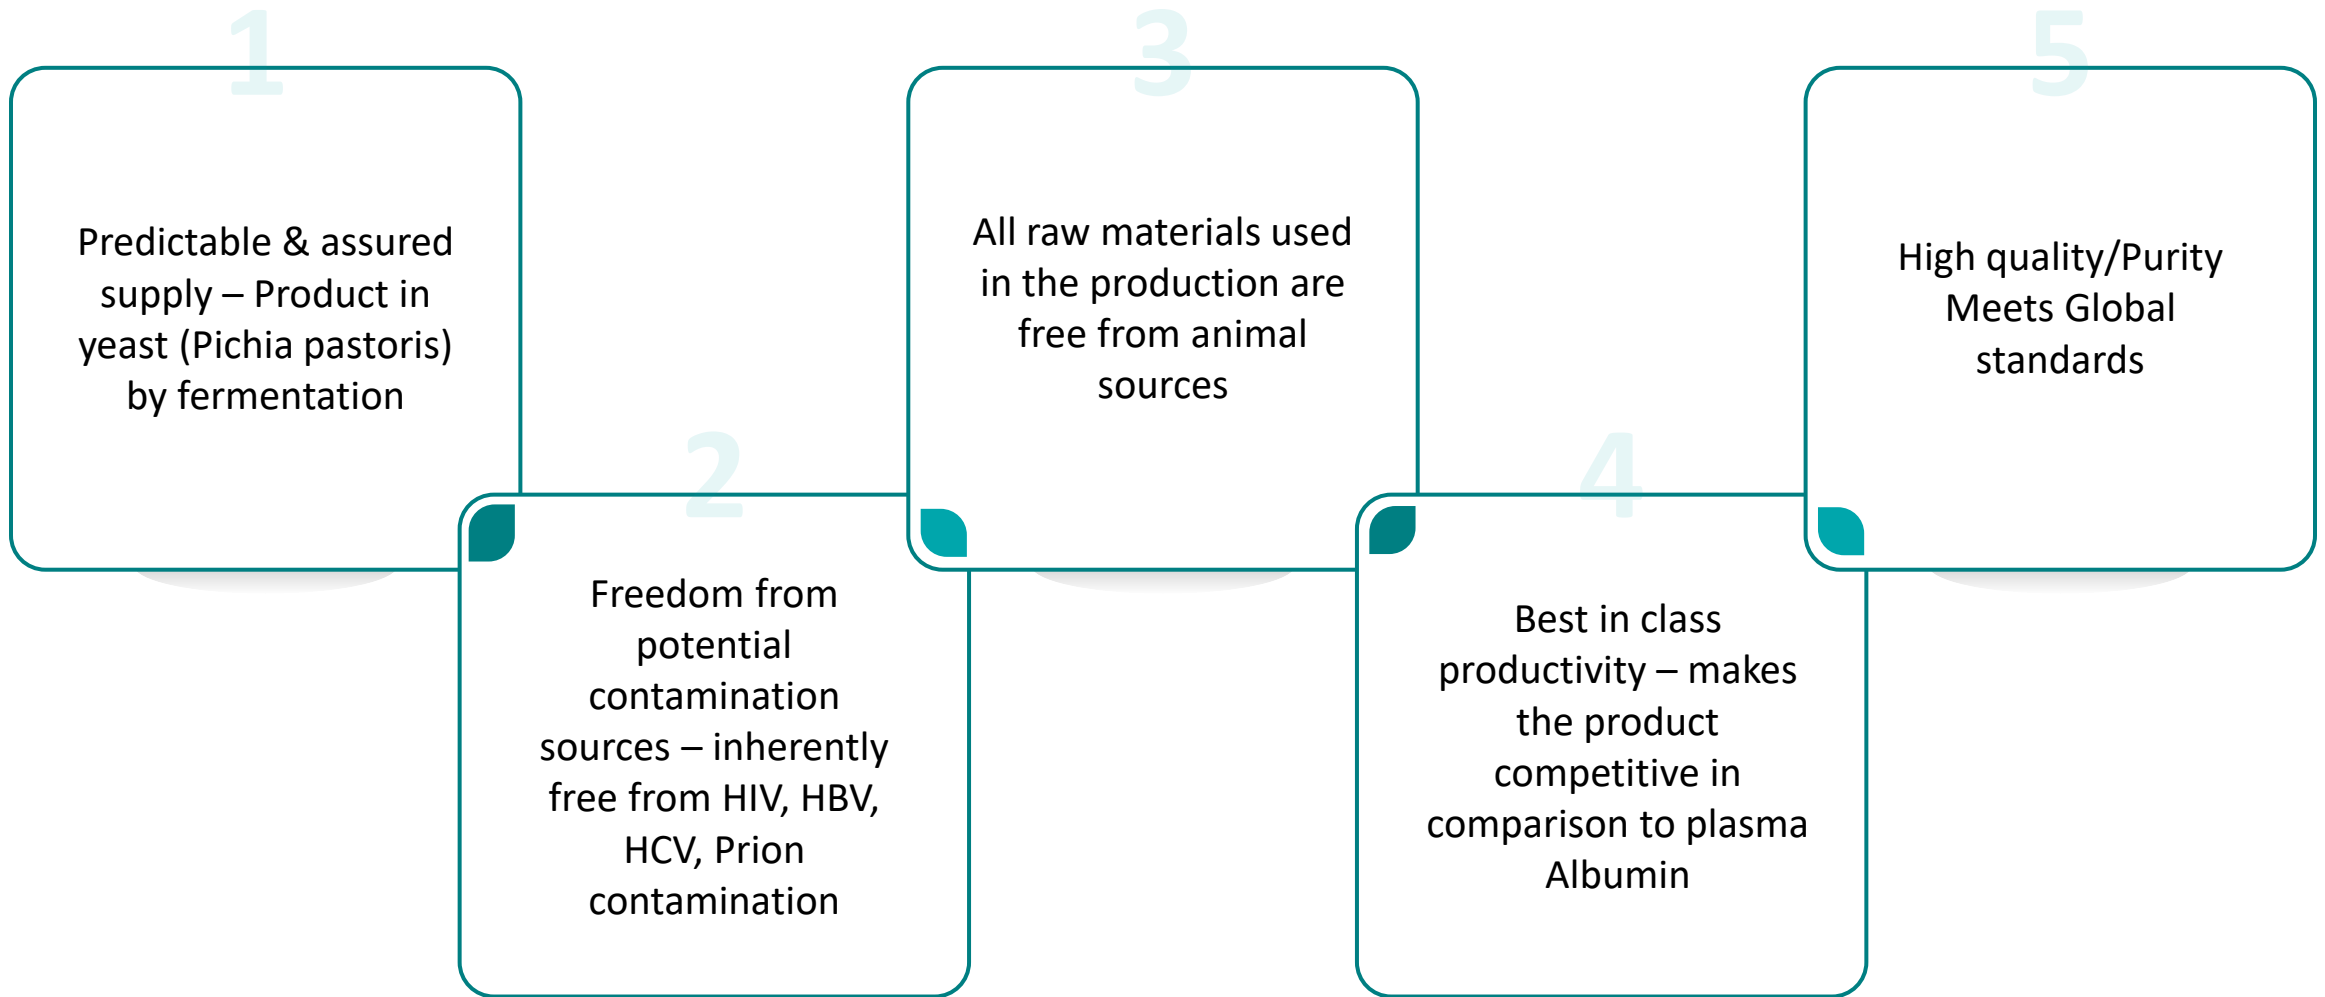 1
Predictable & assured
supply – Product in
yeast (Pichia pastoris)
by fermentation
2
Freedom from
potential
contamination
sources – inherently
free from HIV, HBV,
HCV, Prion
contamination
3
All raw materials used
in the production are
free from animal
sources
4
Best in class
productivity – makes
the product
competitive in
comparison to plasma
Albumin
5
High quality/Purity
Meets Global
standards